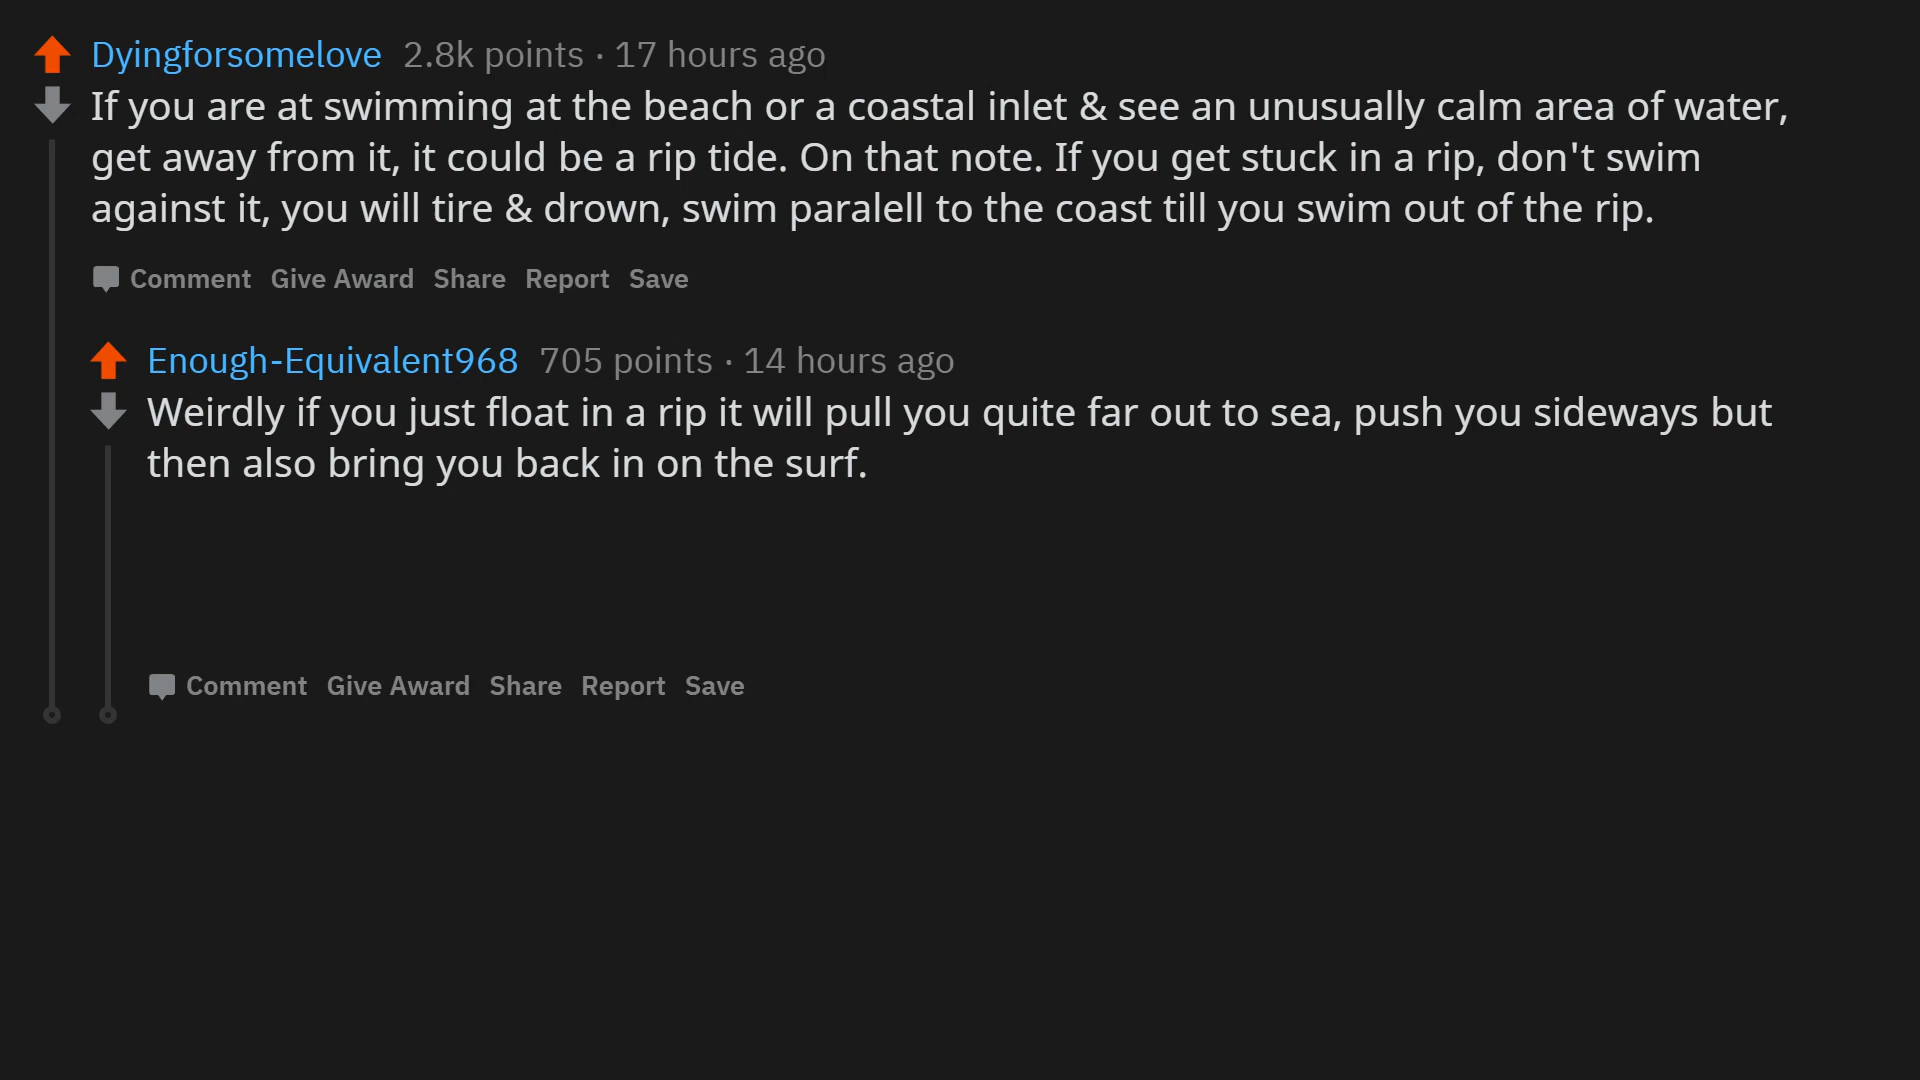 Dyingforsomelove 2.8k points · 17 hours ago
If you are at swimming at the beach or a coastal inlet & see an unusually calm area of water,
get away from it, it could be a rip tide. On that note. If you get stuck in a rip, don't swim
against it, you will tire & drown, swim paralell to the coast till you swim out of the rip.
Comment Give Award Share Report Save
Enough-Equivalent968 705 points · 14 hours ago
Weirdly if you just float in a rip it will pull you quite far out to sea, push you sideways but
then also bring you back in on the surf.
Comment Give Award Share Report Save